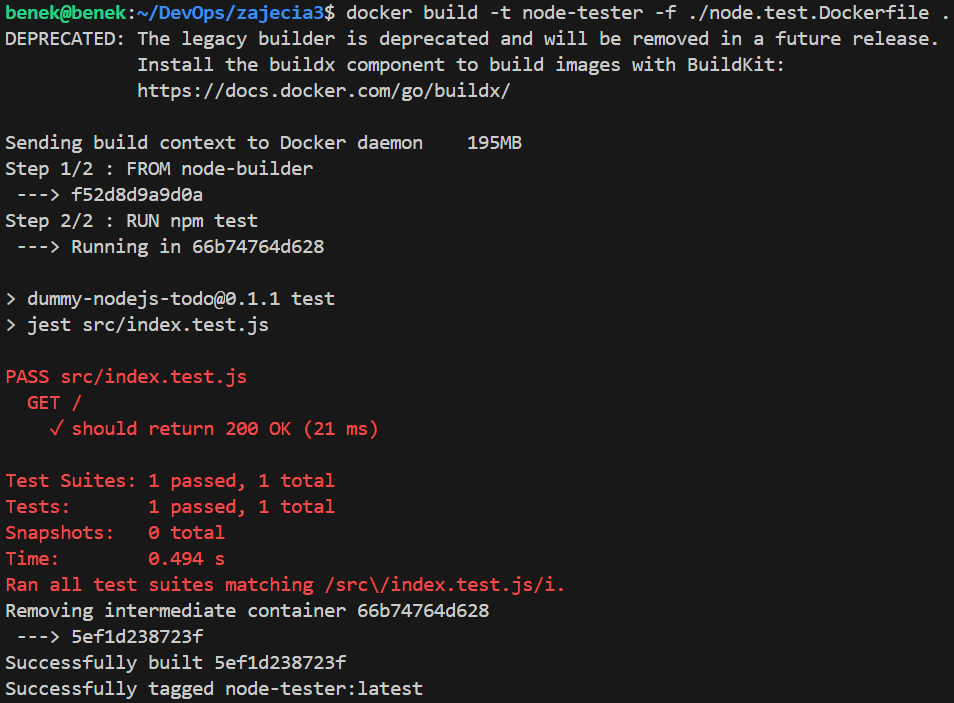 benek@benek:~/DevOps/zajecia3$ docker build -t node-tester -f ./node.test.Dockerfile .
DEPRECATED: The legacy builder is deprecated and will be removed in a future release.
            Install the buildx component to build images with BuildKit:
            https://docs.docker.com/go/buildx/
Sending build context to Docker daemon    195MB
Step 1/2 : FROM node-builder
 ---> f52d8d9a9d0a
Step 2/2 : RUN npm test
 ---> Running in 66b74764d628
> dummy-nodejs-todo@0.1.1 test
> jest src/index.test.js
PASS src/index.test.js
  GET /
    ✓ should return 200 OK (21 ms)
Test Suites: 1 passed, 1 total
Tests:       1 passed, 1 total
Snapshots:   0 total
Time:        0.494 s
Ran all test suites matching /src\/index.test.js/i.
Removing intermediate container 66b74764d628
 ---> 5ef1d238723f
Successfully built 5ef1d238723f
Successfully tagged node-tester:latest